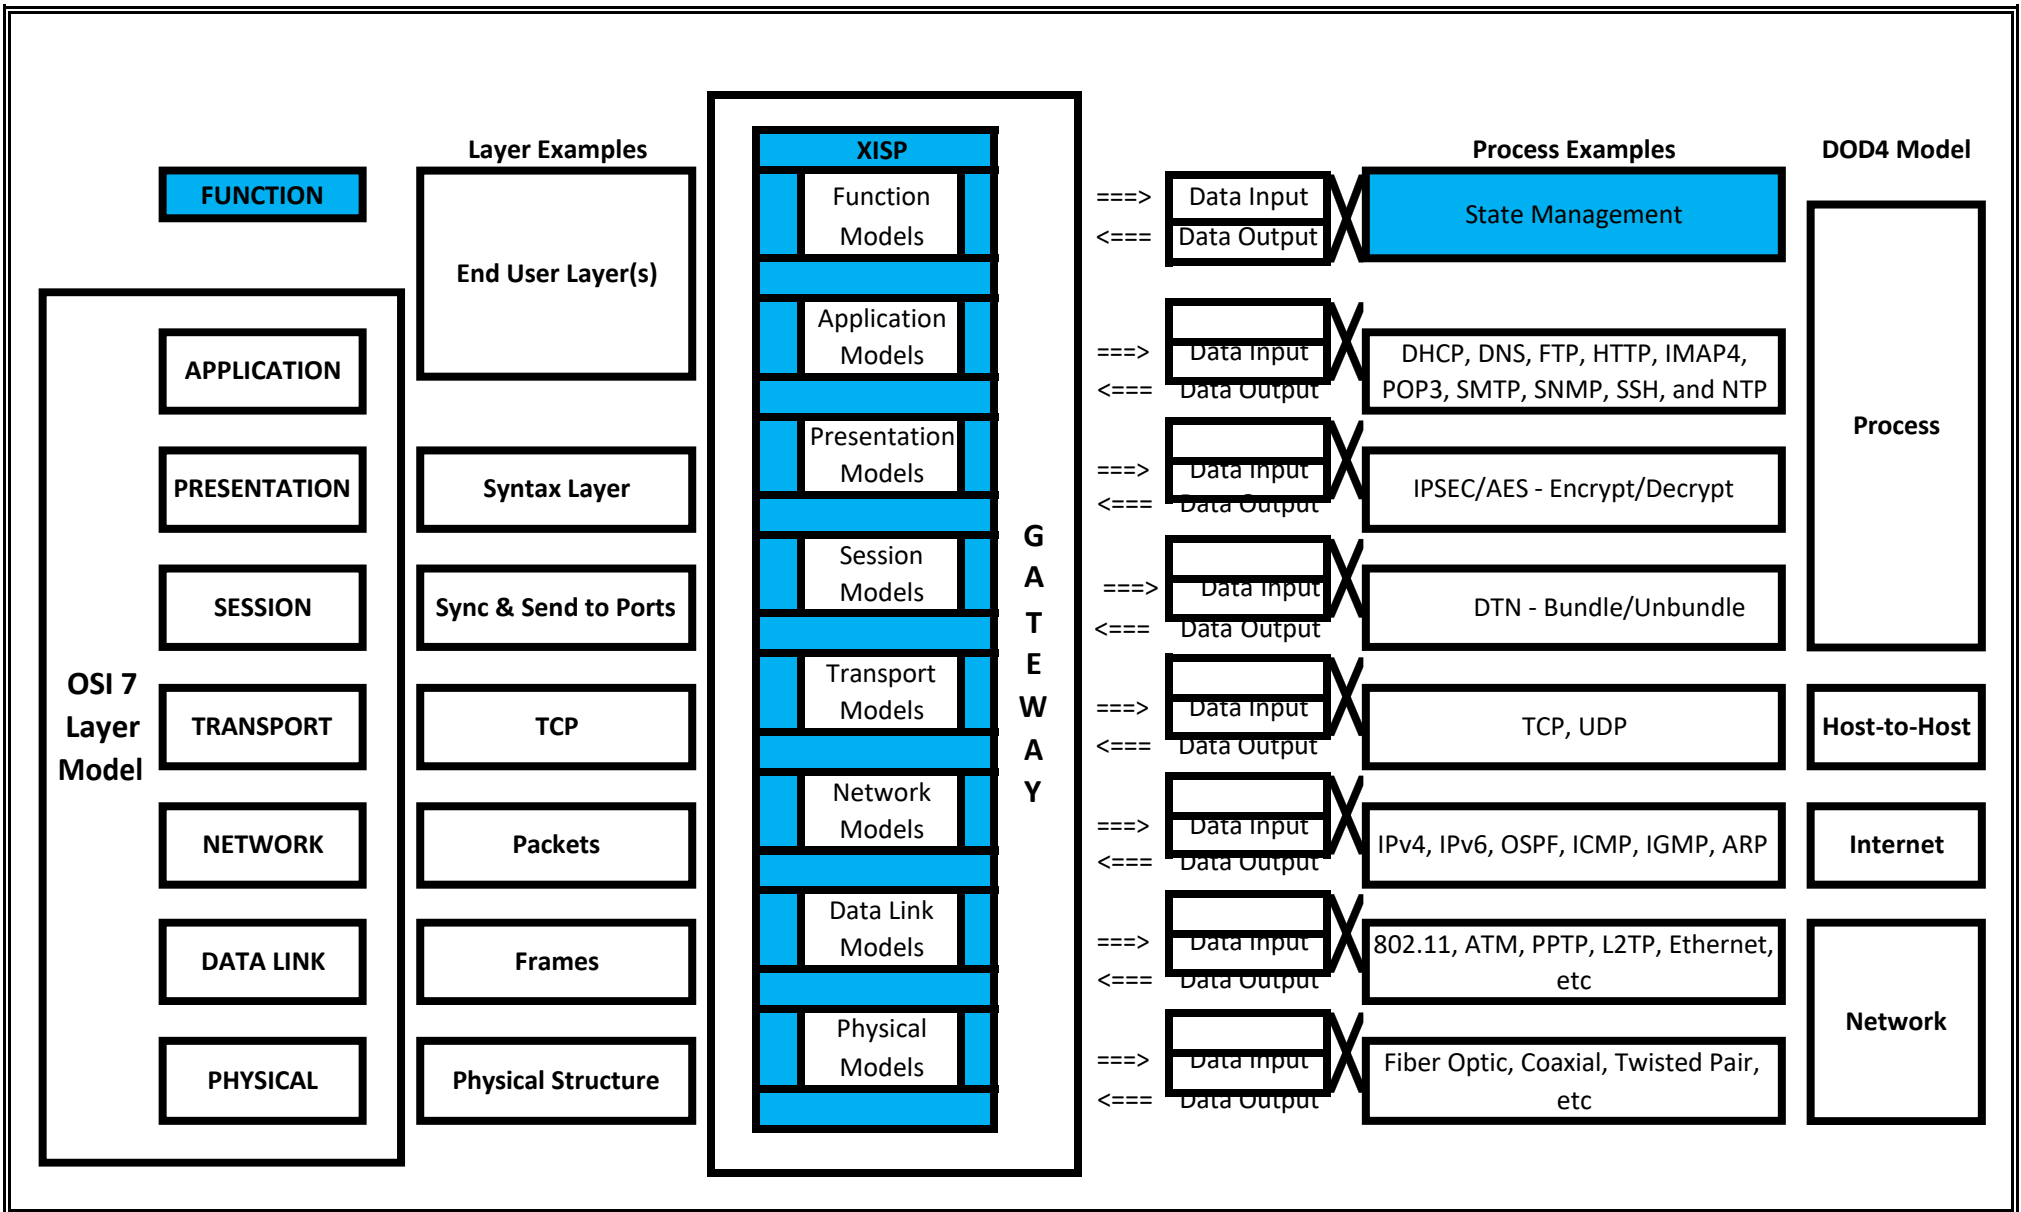 Layer Examples
XISP
Process Examples
DOD4 Model
FUNCTION
End User Layer(s)
Function
Models
===> Data Input
<=== Data Output
State Management
OSI 7
Layer
Model
APPLICATION
Application
Models
===> Data Input
<=== Data Output
DHCP, DNS, FTP, HTTP, IMAP4,
POP3, SMTP, SNMP, SSH, and NTP
Process
PRESENTATION
Syntax Layer
Presentation
Models
===> Data Input
<=== Data Output
IPSEC/AES - Encrypt/Decrypt
SESSION
Sync & Send to Ports
Session
Models
===> Data Input
<=== Data Output
DTN - Bundle/Unbundle
G
A
T
E
W
A
Y
TRANSPORT
TCP
Transport
Models
===> Data Input
<=== Data Output
TCP, UDP
Host-to-Host
NETWORK
Packets
Network
Models
===> Data Input
<=== Data Output
IPv4, IPv6, OSPF, ICMP, IGMP, ARP
Internet
DATA LINK
Frames
Data Link
Models
===> Data Input
<=== Data Output
802.11, ATM, PPTP, L2TP, Ethernet,
etc
Network
PHYSICAL
Physical Structure
Physical
Models
===> Data Input
<=== Data Output
Fiber Optic, Coaxial, Twisted Pair,
etc